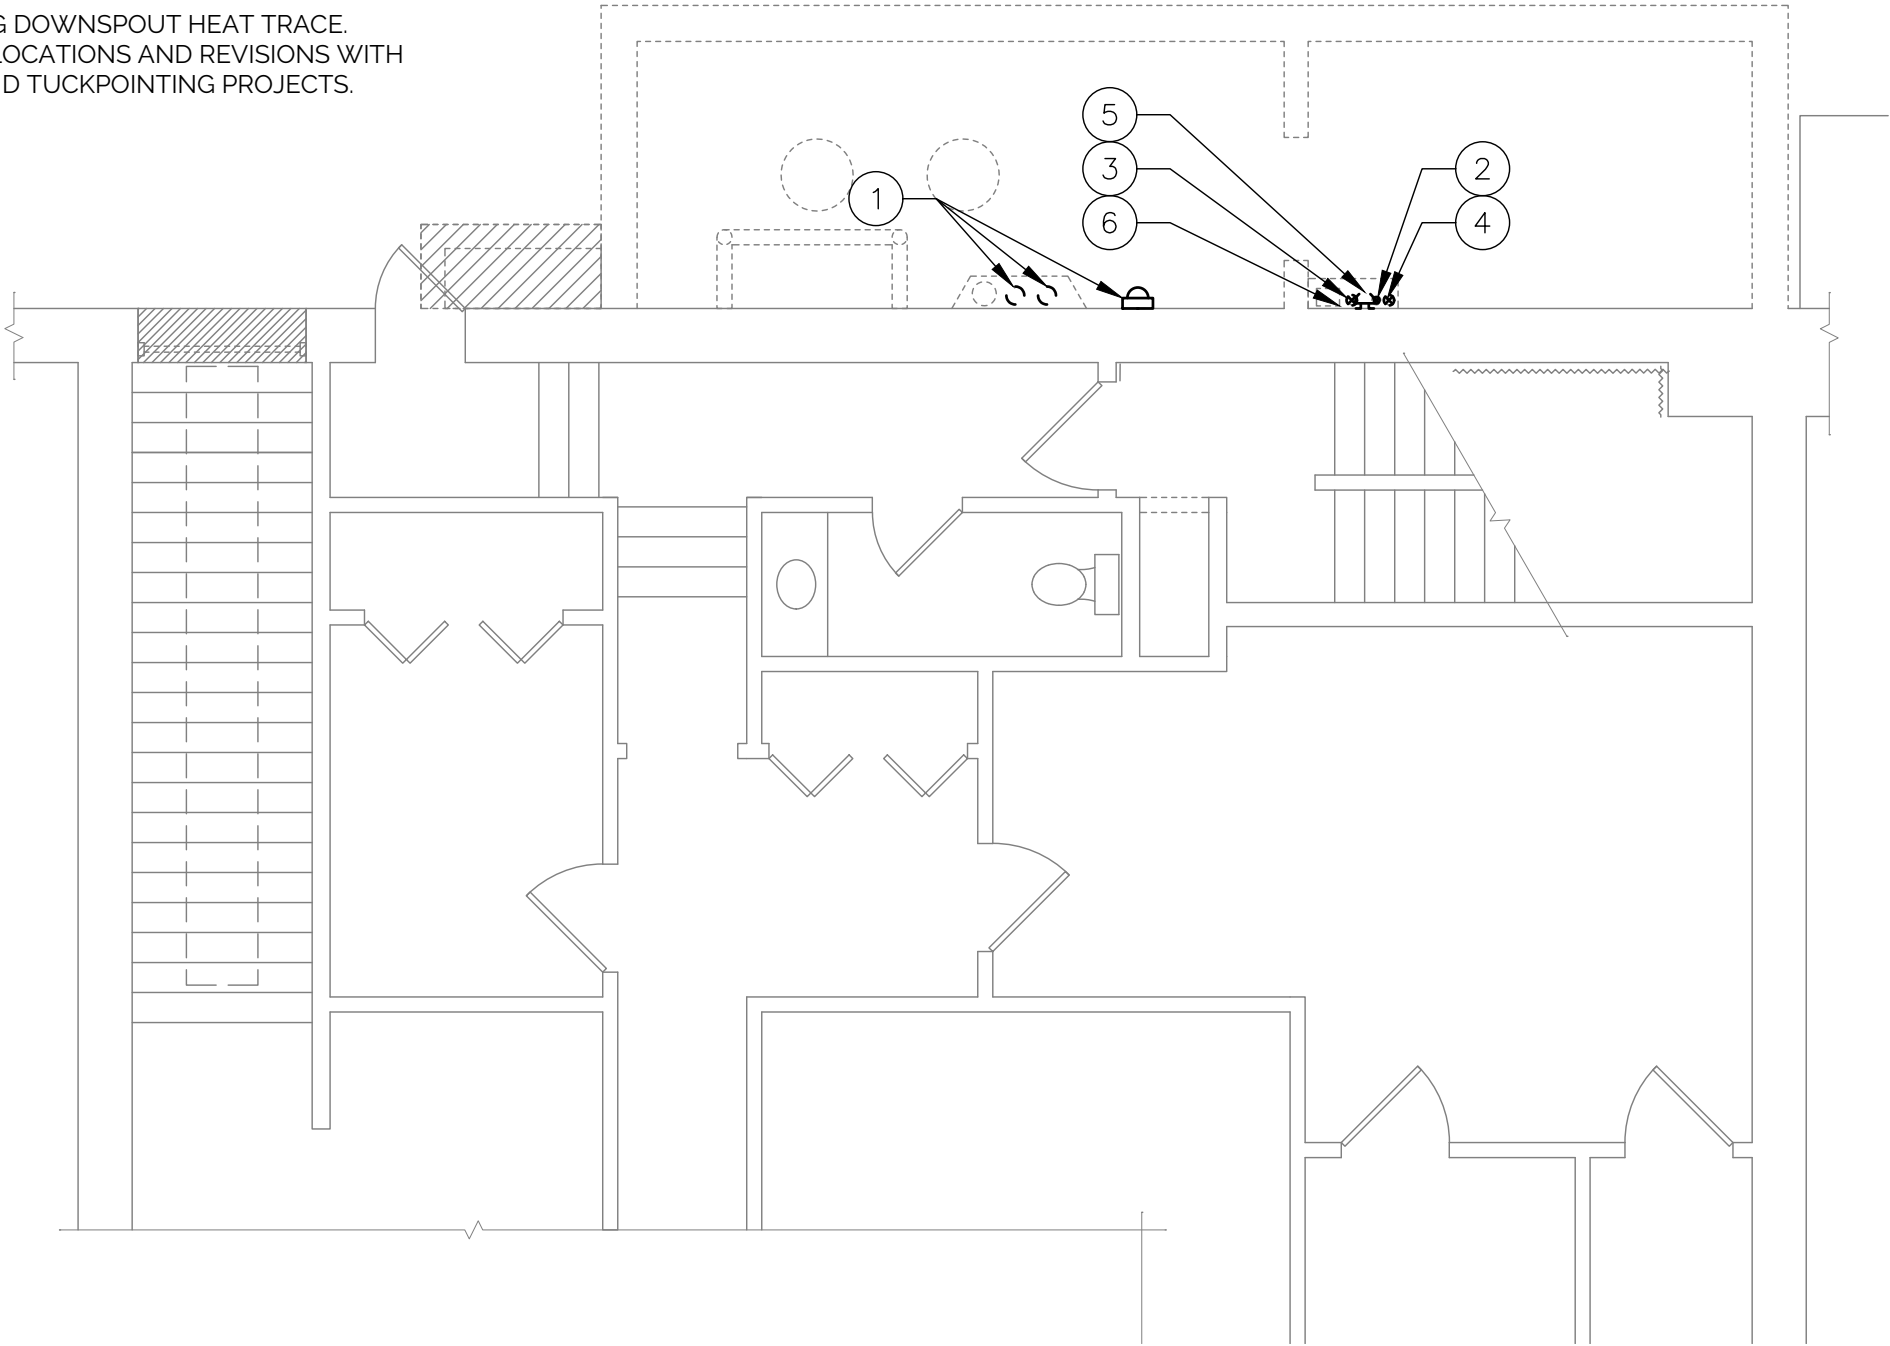 DOWNSPOUT HEAT TRACE.
LOCATIONS AND REVISIONS WITH
TUCKPOINTING PROJECTS.
5
3
2
1
6
4